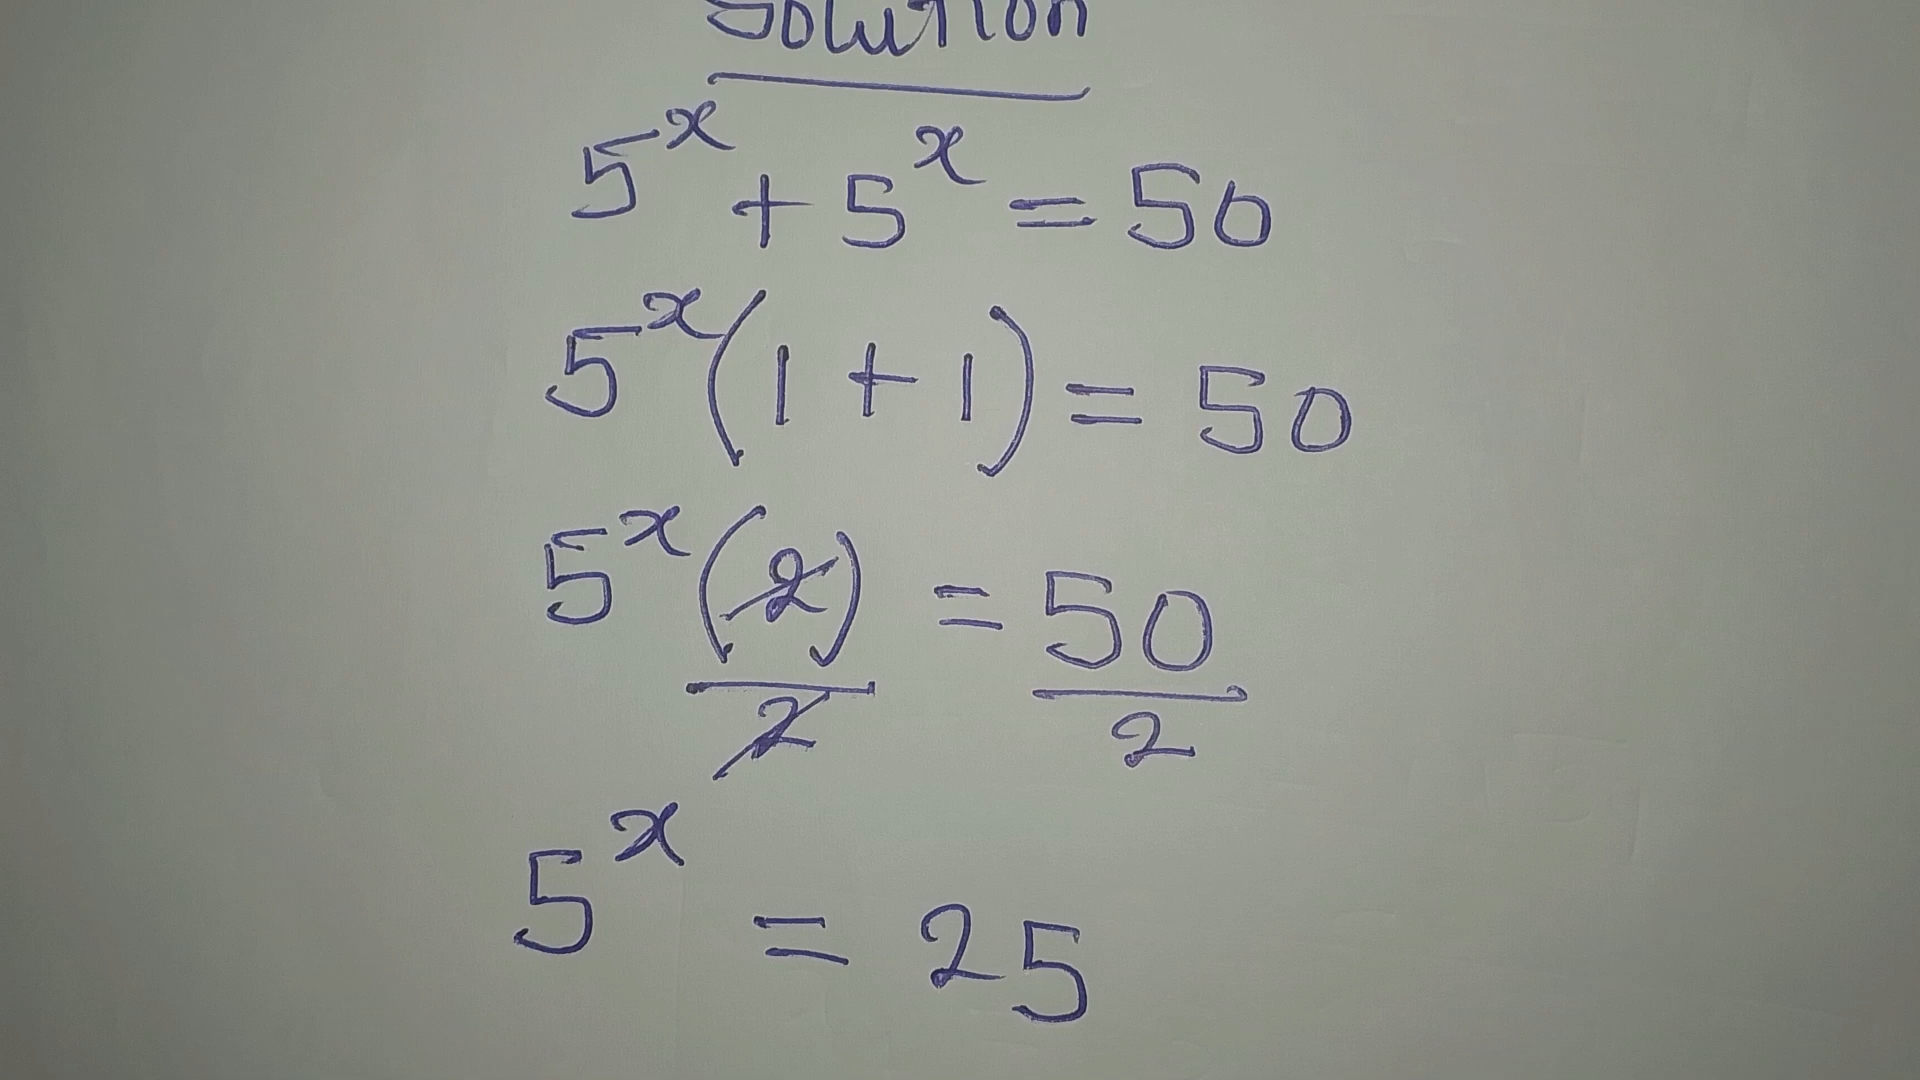 Solution
5^x + 5^x = 50
5^x(1 + 1) = 50
5^x(2)/2 = 50/2
5^x = 25